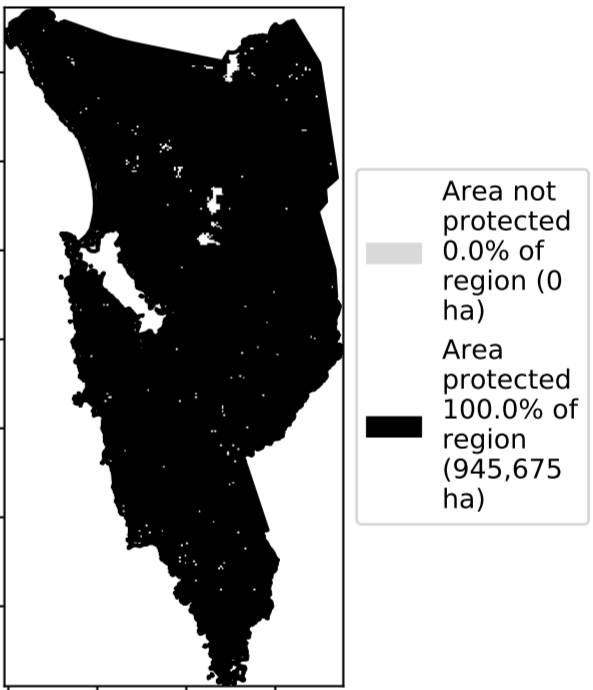 Area not
protected
0.0% of
region (0
ha)
Area
protected
100.0% of
region
(945,675
ha)